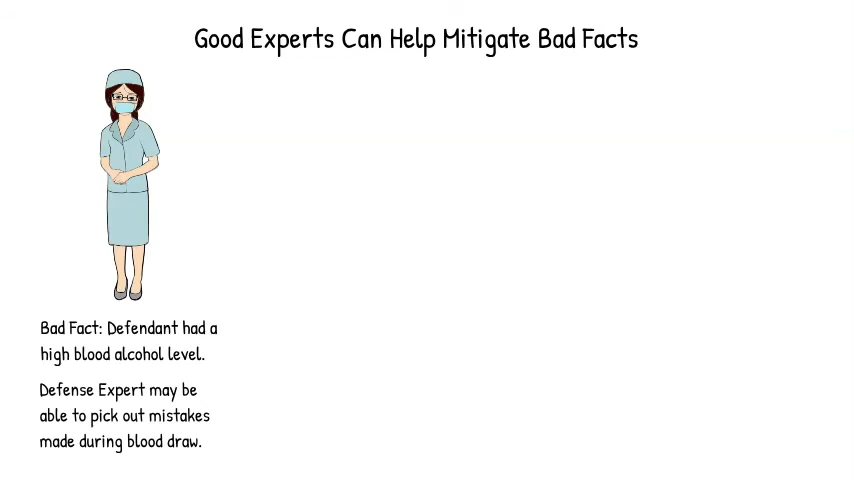 Good Experts Can Help Mitigate Bad Facts
Bad Fact: Defendant had a
high blood alcohol level.
Defense Expert may be
able to pick out mistakes
made during blood draw.